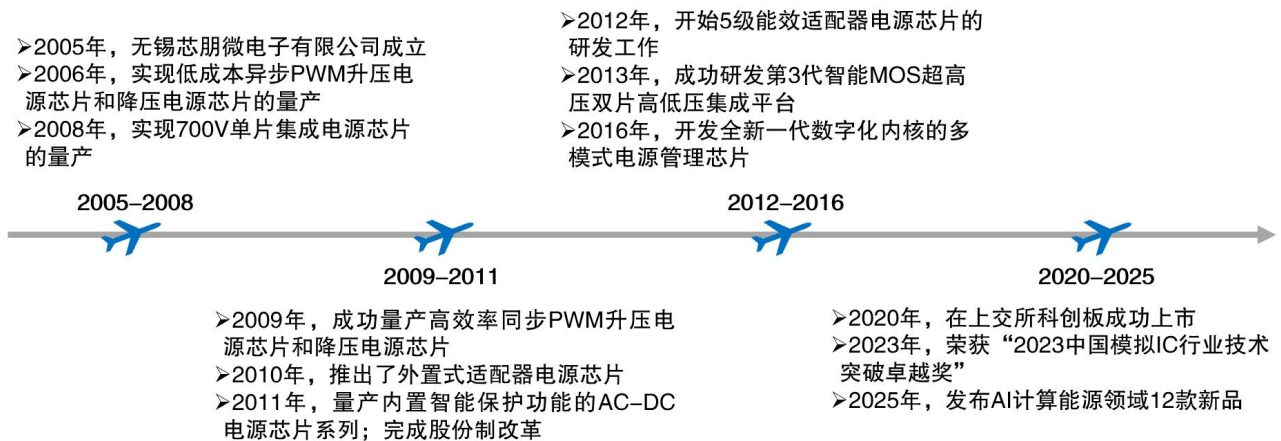 ➢2005年，无锡芯朋微电子有限公司成立
➢2006年，实现低成本异步PWM升压电
源芯片和降压电源芯片的量产
➢2008年，实现700V单片集成电源芯片
的量产
2005–2008
➢2009年，成功量产高效率同步PWM升压电
源芯片和降压电源芯片
➢2010年，推出了外置式适配器电源芯片
➢2011年，量产内置智能保护功能的AC–DC
电源芯片系列；完成股份制改革
2009–2011
➢2012年，开始5级能效适配器电源芯片的
研发工作
➢2013年，成功研发第3代智能MOS超高
压双片高低压集成平台
➢2016年，开发全新一代数字化内核的多
模式电源管理芯片
2012–2016
2020–2025
➢2020年，在上交所科创板成功上市
➢2023年，荣获“2023中国模拟IC行业技术
突破卓越奖”
➢2025年，发布AI计算能源领域12款新品